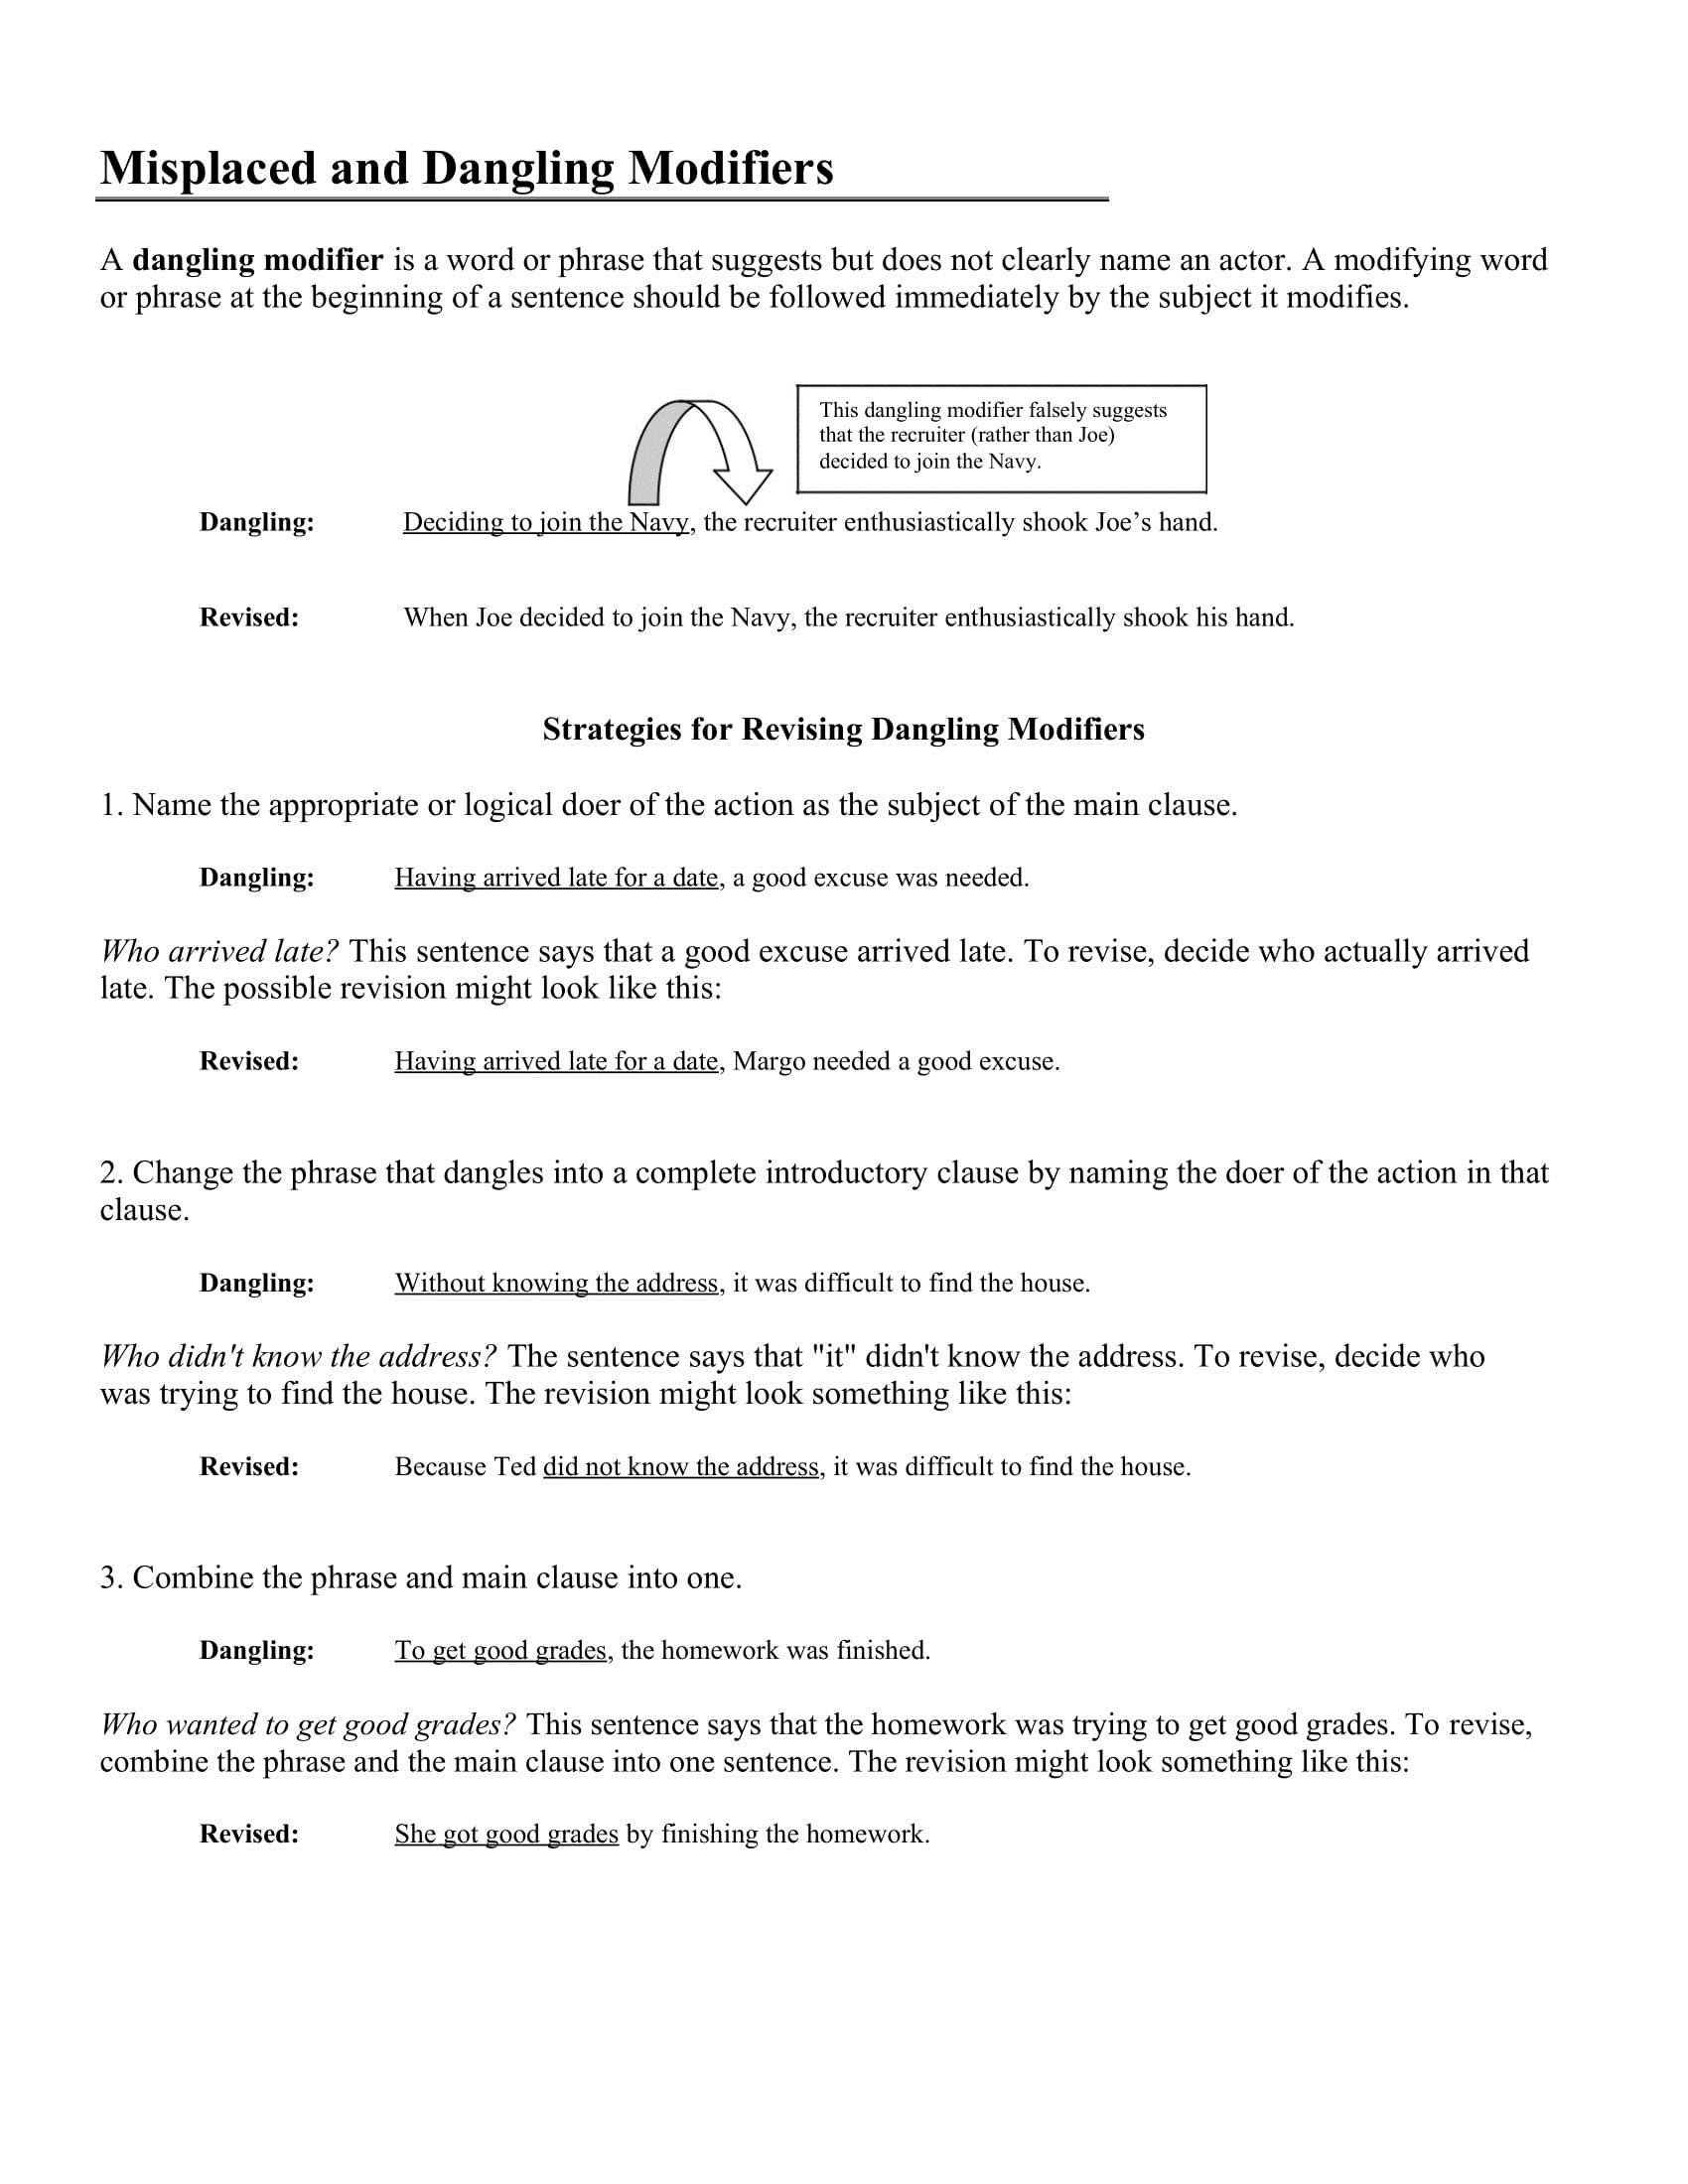 Misplaced and Dangling Modifiers
A dangling modifier is a word or phrase that suggests but does not clearly name an actor. A modifying word
or phrase at the beginning of a sentence should be followed immediately by the subject it modifies.
This dangling modifier falsely suggests
that the recruiter (rather than Joe)
decided to join the Navy.
Dangling: Deciding to join the Navy, the recruiter enthusiastically shook Joe’s hand.
Revised: When Joe decided to join the Navy, the recruiter enthusiastically shook his hand.
Strategies for Revising Dangling Modifiers
1. Name the appropriate or logical doer of the action as the subject of the main clause.
Dangling: Having arrived late for a date, a good excuse was needed.
Who arrived late? This sentence says that a good excuse arrived late. To revise, decide who actually arrived
late. The possible revision might look like this:
Revised: Having arrived late for a date, Margo needed a good excuse.
2. Change the phrase that dangles into a complete introductory clause by naming the doer of the action in that
clause.
Dangling: Without knowing the address, it was difficult to find the house.
Who didn't know the address? The sentence says that "it" didn't know the address. To revise, decide who
was trying to find the house. The revision might look something like this:
Revised: Because Ted did not know the address, it was difficult to find the house.
3. Combine the phrase and main clause into one.
Dangling: To get good grades, the homework was finished.
Who wanted to get good grades? This sentence says that the homework was trying to get good grades. To revise,
combine the phrase and the main clause into one sentence. The revision might look something like this:
Revised: She got good grades by finishing the homework.